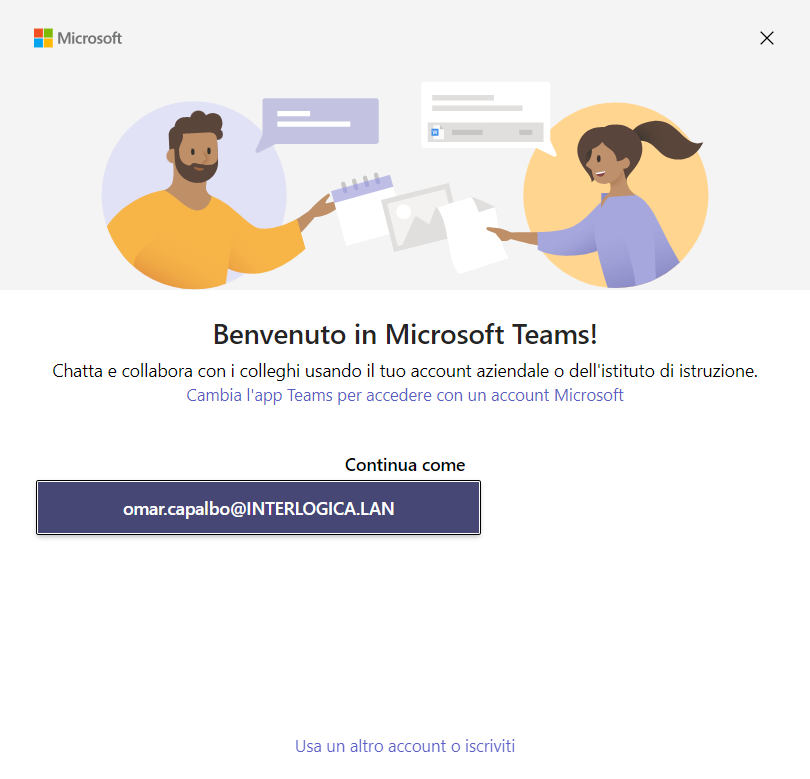 Microsoft
Benvenuto in Microsoft Teams!
Chatta e collabora con i colleghi usando il tuo account aziendale o dell'istituto di istruzione.
Cambia l'app Teams per accedere con un account Microsoft
Continua come
omar.capalbo@INTERLOGICA.LAN
Usa un altro account o iscriviti